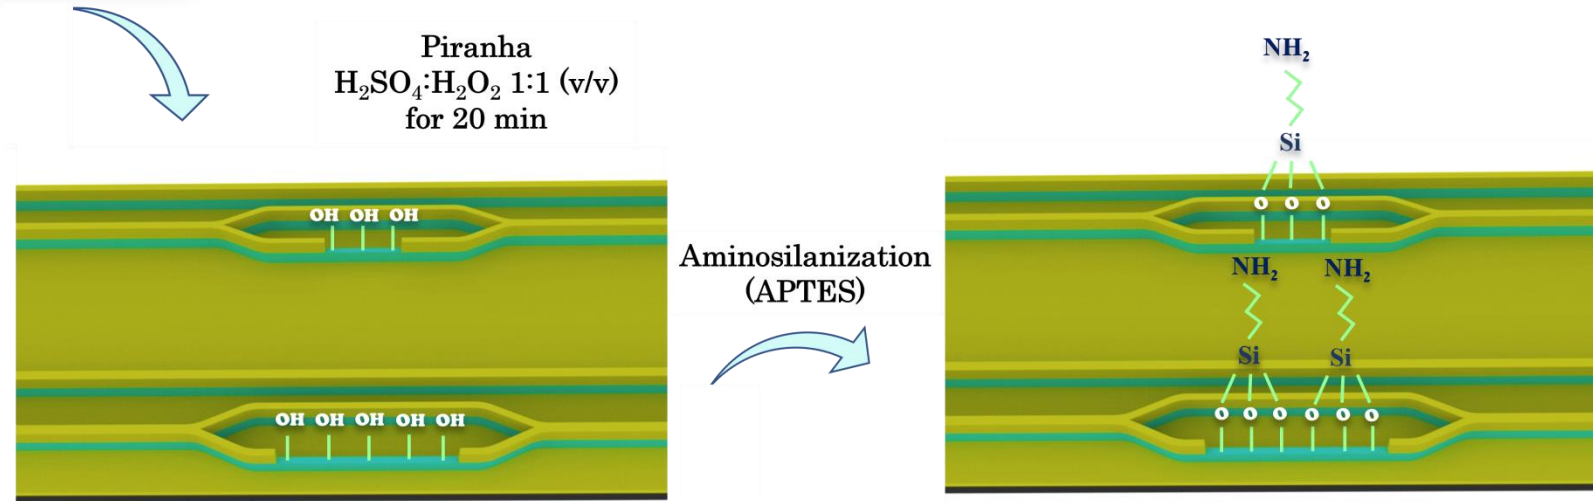 Piranha
H₂SO₄:H₂O₂ 1:1 (v/v)
for 20 min
OH OH OH
OH OH OH OH OH
Aminosilanization
(APTES)
NH₂
Si
O O O
NH₂ NH₂
Si Si
O O O O O O